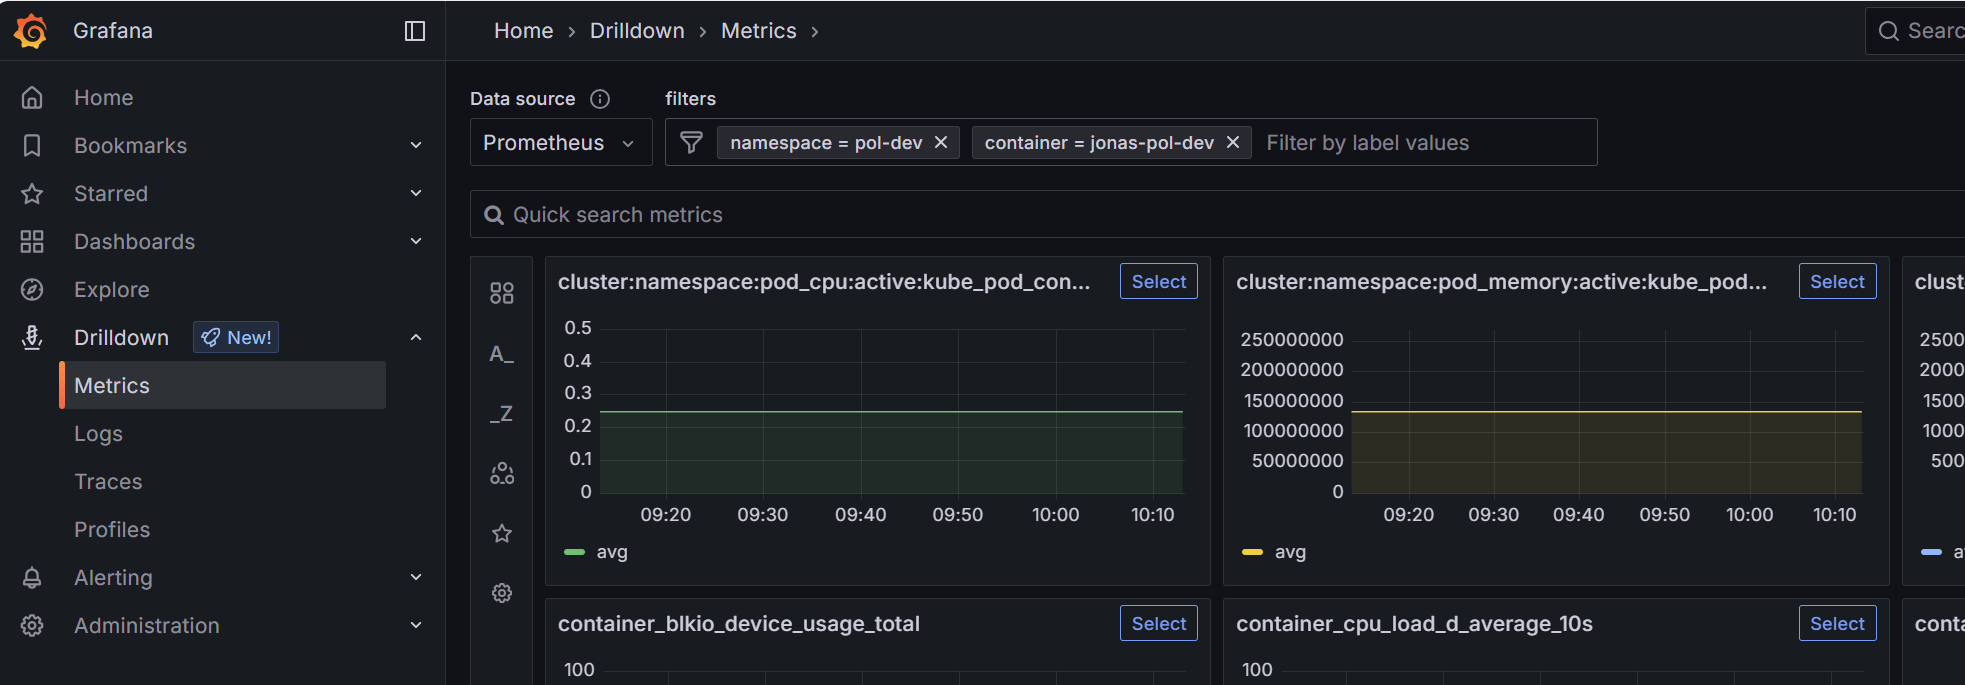 Grafana
Home › Drilldown › Metrics ›
Searc
Home
Bookmarks
Starred
Dashboards
Explore
Drilldown New!
Metrics
Logs
Traces
Profiles
Alerting
Administration
Data source filters
Prometheus namespace = pol-dev container = jonas-pol-dev Filter by label values
Quick search metrics
A_
_Z
cluster:namespace:pod_cpu:active:kube_pod_con... Select
0.5
0.4
0.3
0.2
0.1
0
09:20 09:30 09:40 09:50 10:00 10:10
avg
cluster:namespace:pod_memory:active:kube_pod... Select
250000000
200000000
150000000
100000000
50000000
0
09:20 09:30 09:40 09:50 10:00 10:10
avg
clust
2500
2000
1500
1000
500
a
container_blkio_device_usage_total Select
100
container_cpu_load_d_average_10s Select
100
conta